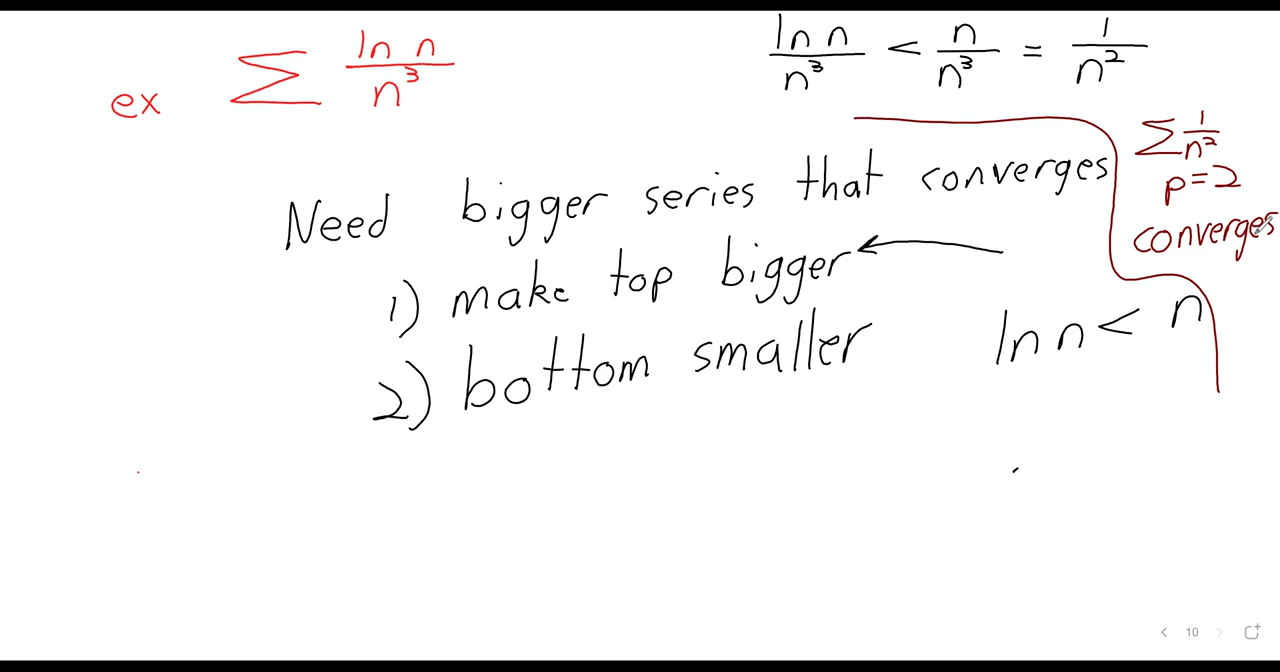 ex ∑ ln n / n³
ln n / n³ < n / n³ = 1 / n²
Need bigger series that converges
1) make top bigger
2) bottom smaller
∑ 1 / n²
p=2
converges
ln n < n
10